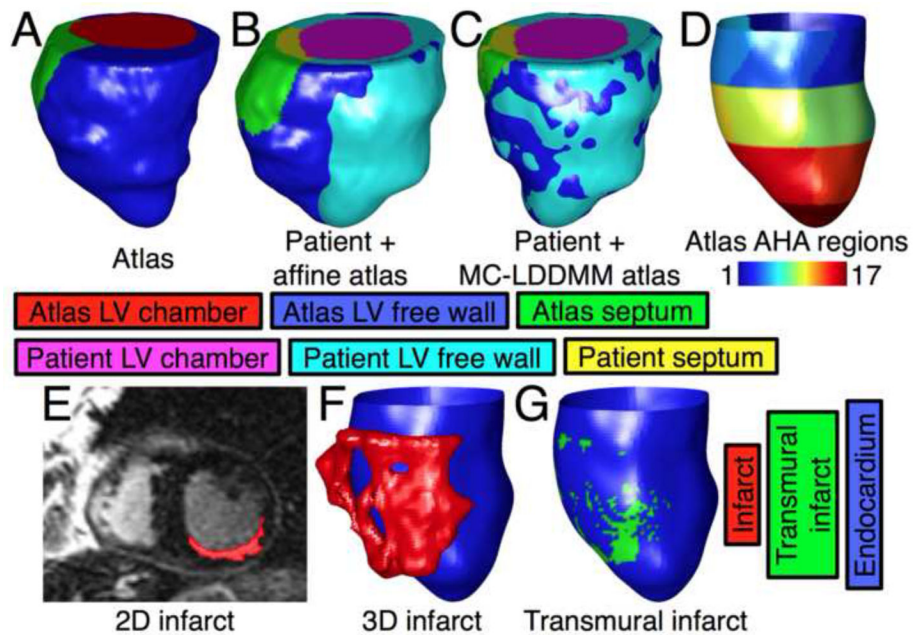 A B C D
Atlas
Patient +
affine atlas
Patient +
MC-LDDMM atlas
Atlas AHA regions
1 17
Atlas LV chamber Atlas LV free wall Atlas septum
Patient LV chamber Patient LV free wall Patient septum
E F G
Infarct
Transmural
infarct
Endocardium
2D infarct 3D infarct Transmural infarct